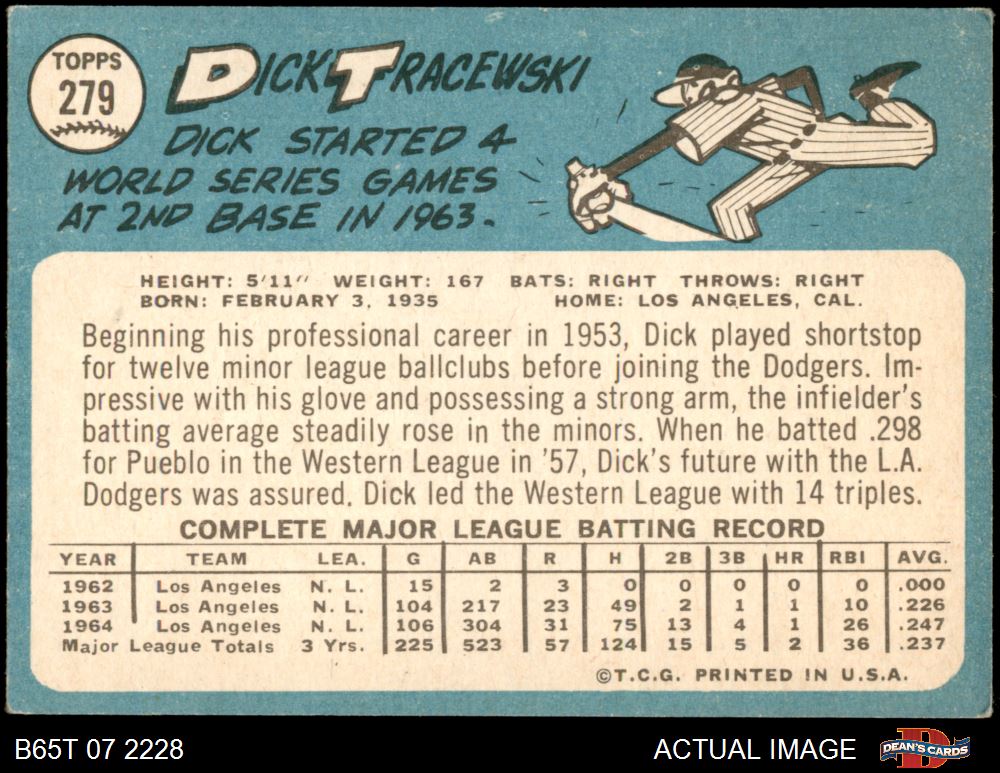 TOPPS
279
DICK TRACEWSKI
DICK STARTED 4
WORLD SERIES GAMES
AT 2ND BASE IN 1963.
HEIGHT: 5'11" WEIGHT: 167 BATS: RIGHT THROWS: RIGHT
BORN: FEBRUARY 3, 1935 HOME: LOS ANGELES, CAL.
Beginning his professional career in 1953, Dick played shortstop
for twelve minor league ballclubs before joining the Dodgers. Im-
pressive with his glove and possessing a strong arm, the infielder's
batting average steadily rose in the minors. When he batted .298
for Pueblo in the Western League in '57, Dick's future with the L.A.
Dodgers was assured. Dick led the Western League with 14 triples.
COMPLETE MAJOR LEAGUE BATTING RECORD
YEAR TEAM LEA. G AB R H 2B 3B HR RBI AVG.
1962 Los Angeles N. L. 15 2 3 0 0 0 0 0 .000
1963 Los Angeles N. L. 104 217 23 49 2 1 1 10 .226
1964 Los Angeles N. L. 106 304 31 75 13 4 1 26 .247
Major League Totals 3 Yrs. 225 523 57 124 15 5 2 36 .237
©T.C.G. PRINTED IN U.S.A.
B65T 07 2228 ACTUAL IMAGE DEAN'S CARDS